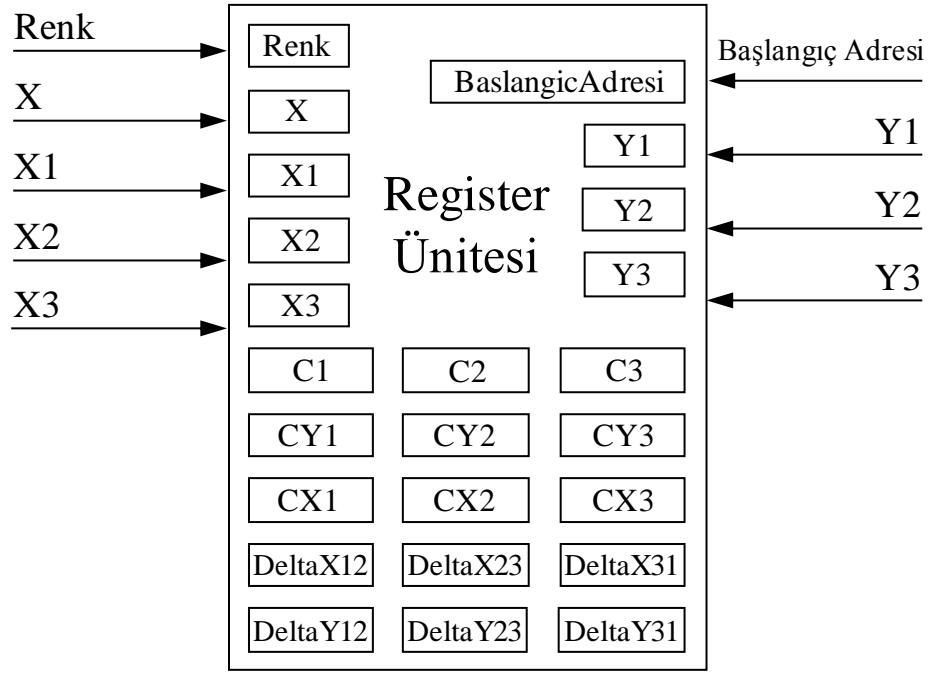 Renk
X
X1
X2
X3
Renk
X
X1
X2
X3
BaslangicAdresi
Y1
Y2
Y3
Register
Ünitesi
Başlangıç Adresi
Y1
Y2
Y3
C1 C2 C3
CY1 CY2 CY3
CX1 CX2 CX3
DeltaX12 DeltaX23 DeltaX31
DeltaY12 DeltaY23 DeltaY31